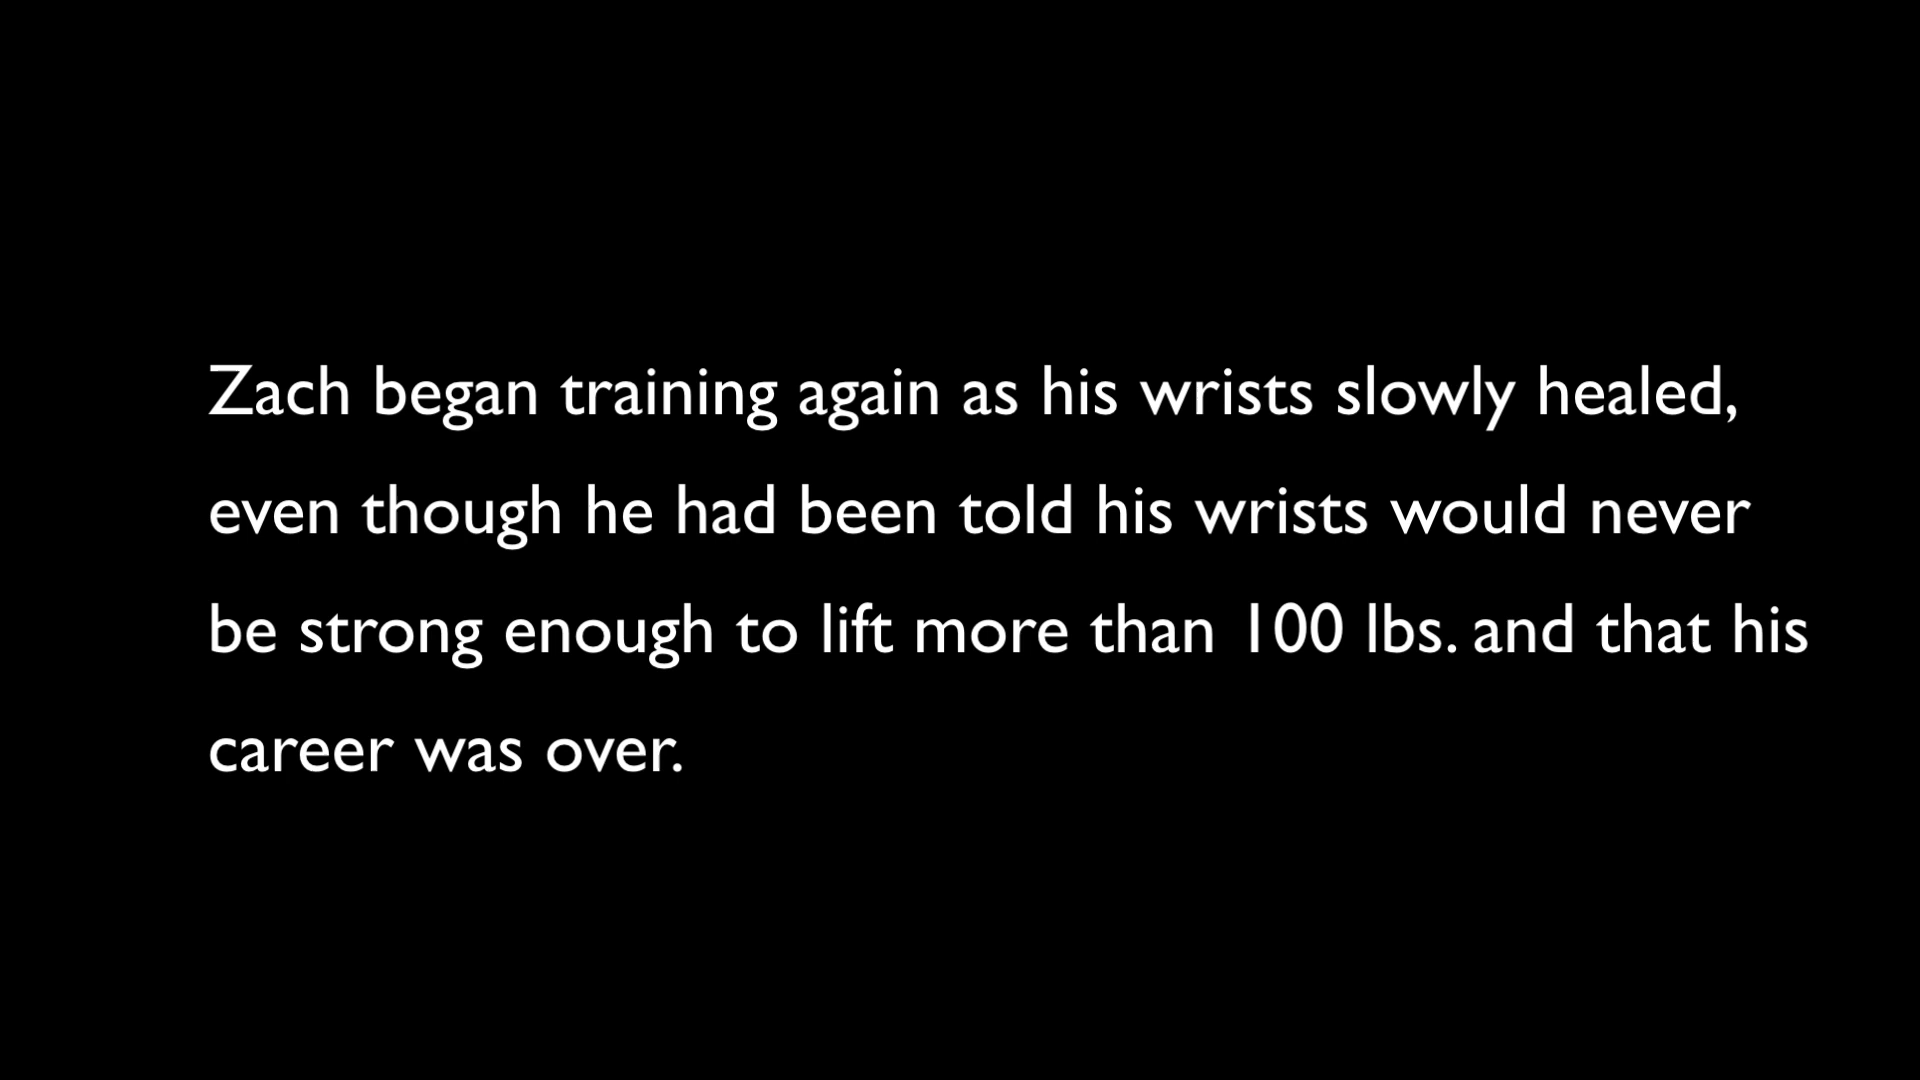 Zach began training again as his wrists slowly healed,
even though he had been told his wrists would never
be strong enough to lift more than 100 lbs. and that his
career was over.